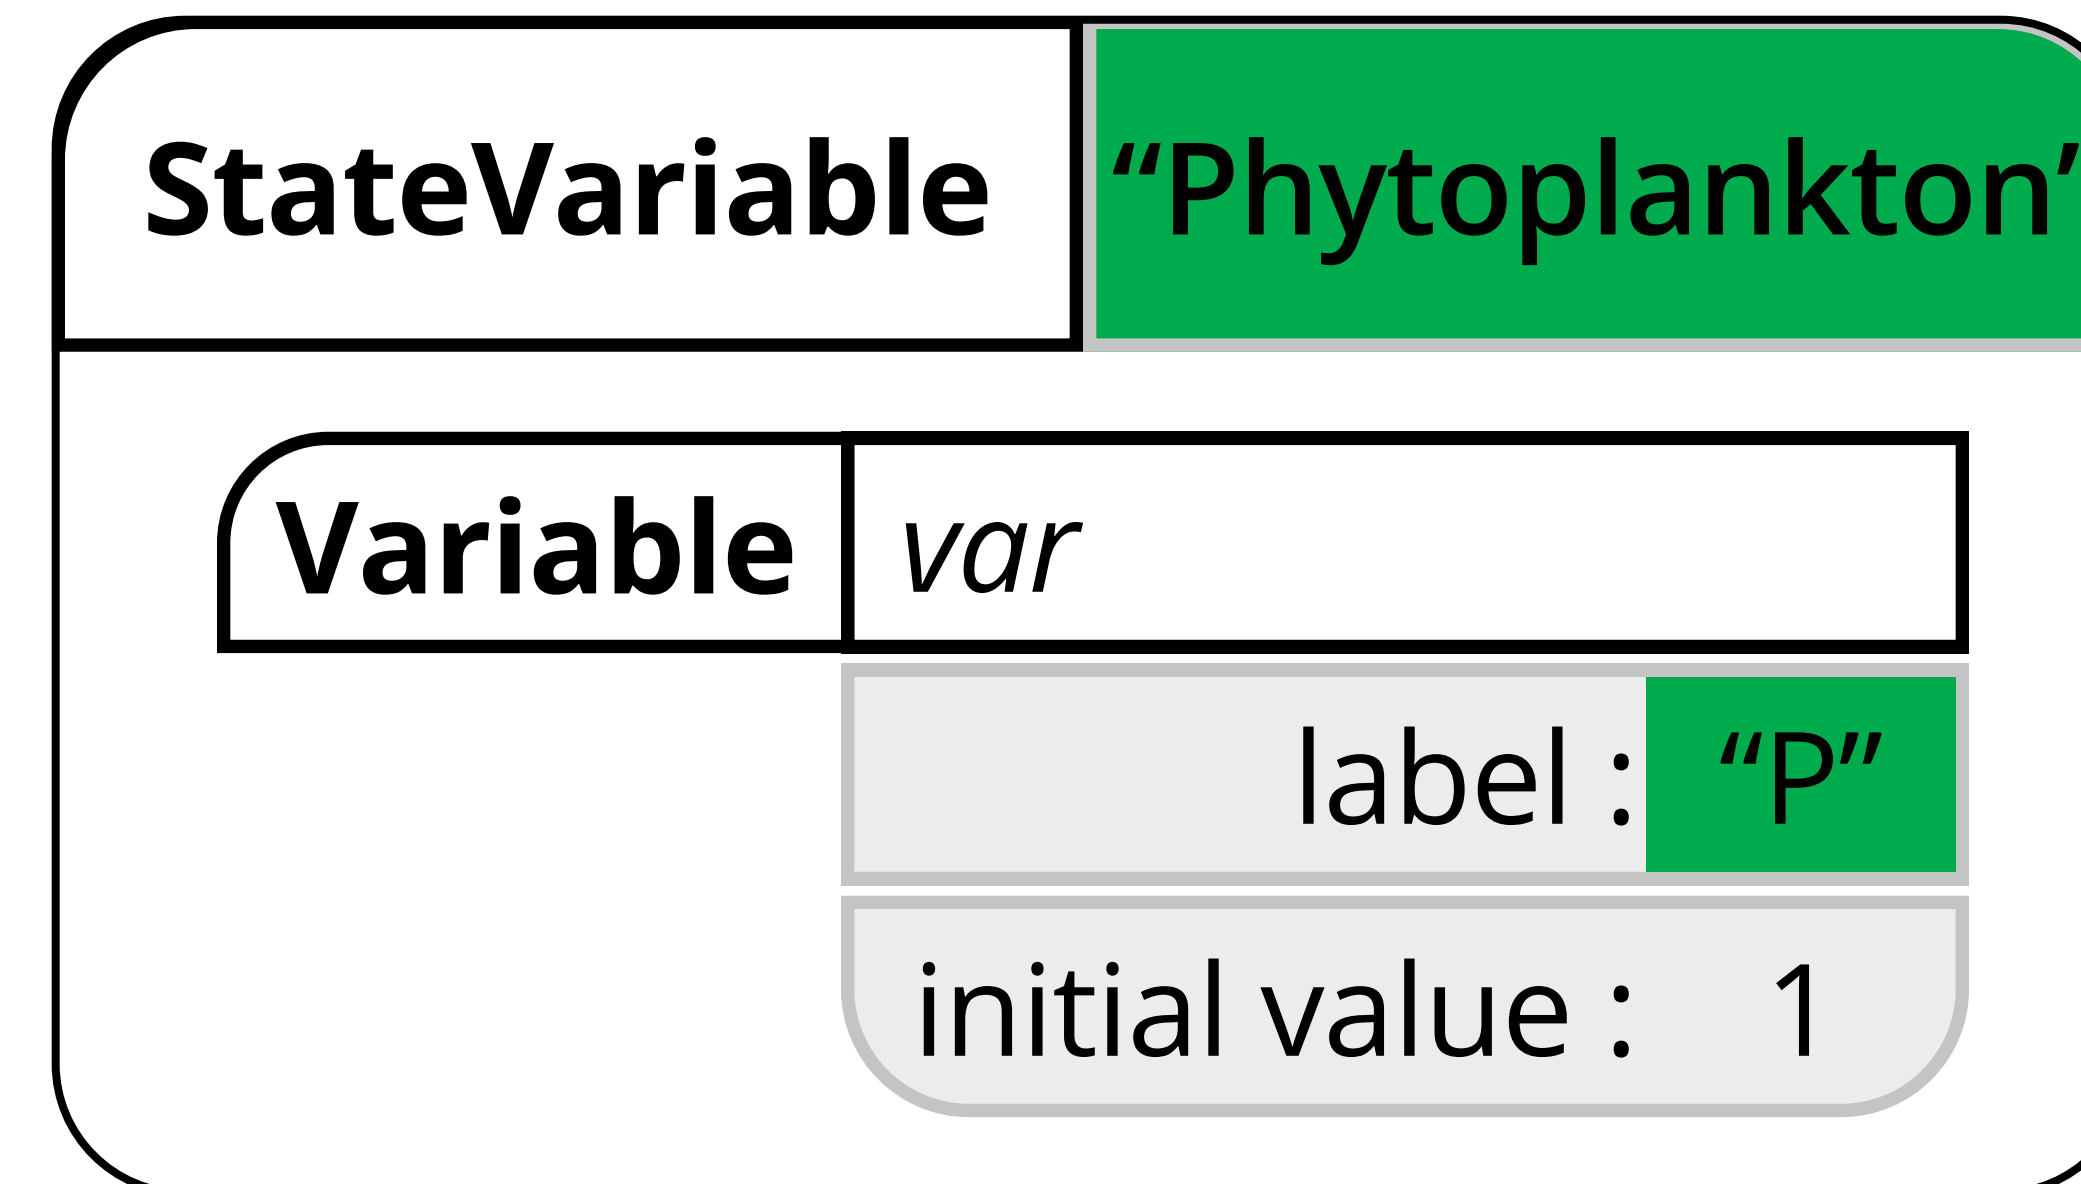 StateVariable “Phytoplankton”
Variable var
label : “P”
initial value : 1